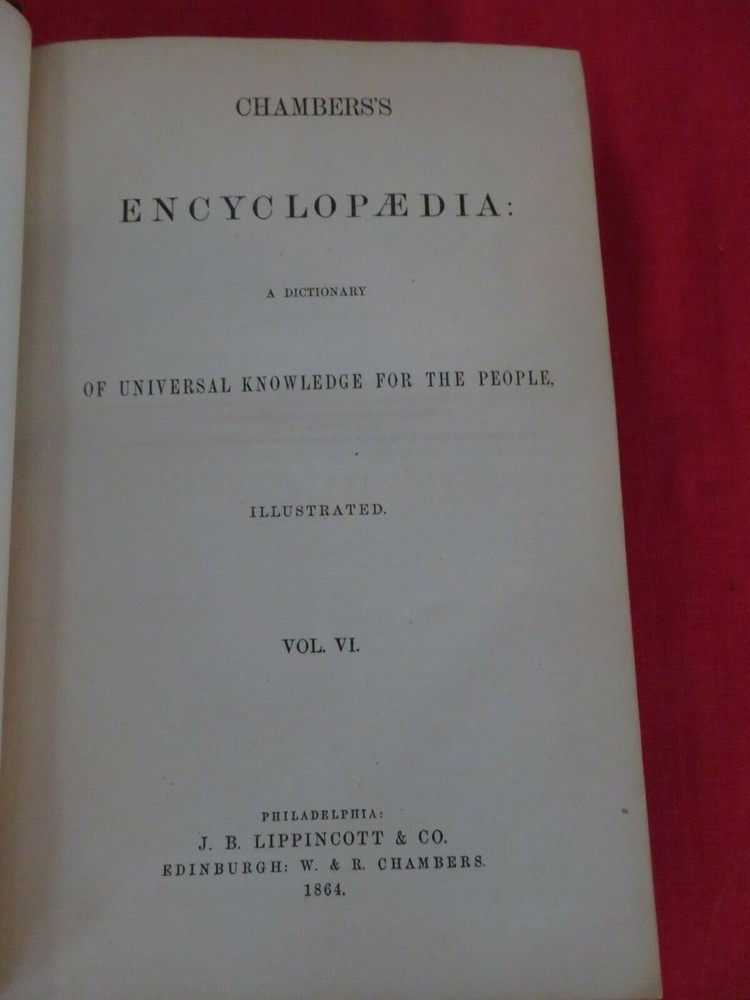 CHAMBERS'S
ENCYCLOPÆDIA:
A DICTIONARY
OF UNIVERSAL KNOWLEDGE FOR THE PEOPLE,
ILLUSTRATED.
VOL. VI.
PHILADELPHIA:
J. B. LIPPINCOTT & CO.
EDINBURGH: W. & R. CHAMBERS.
1864.